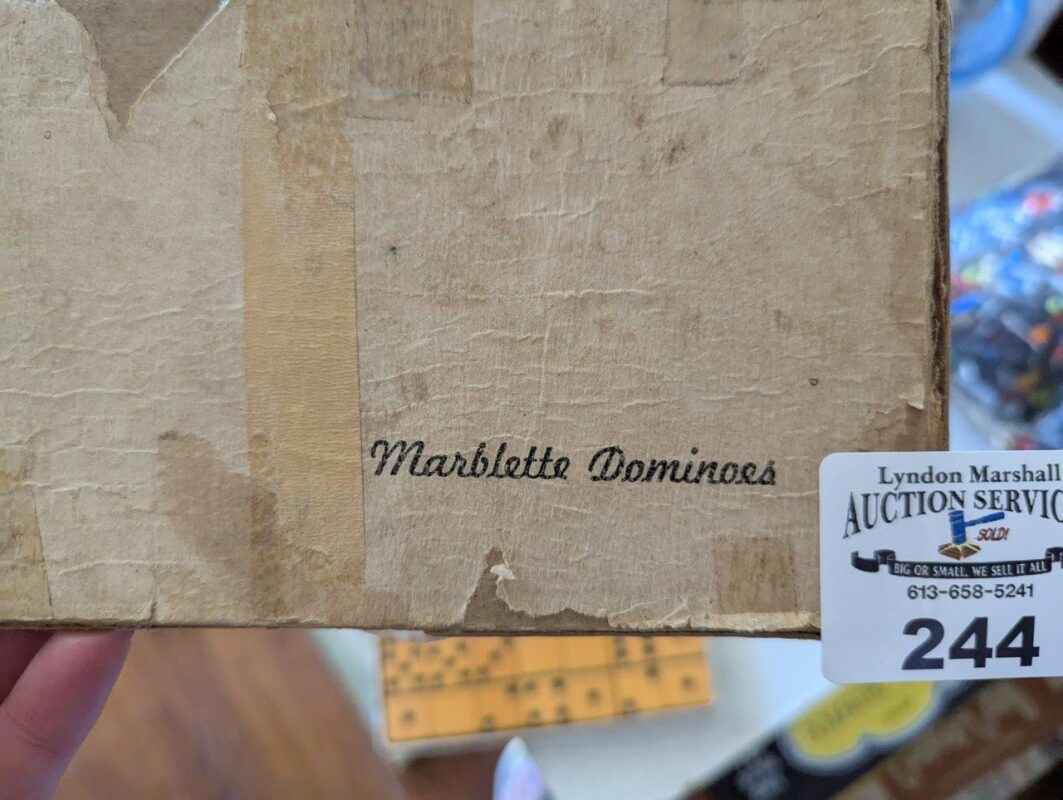 Marblette Dominoes
Lyndon Marshall
AUCTION SERVIC
SOLD!
BIG OR SMALL, WE SELL IT ALL
613-658-5241
244